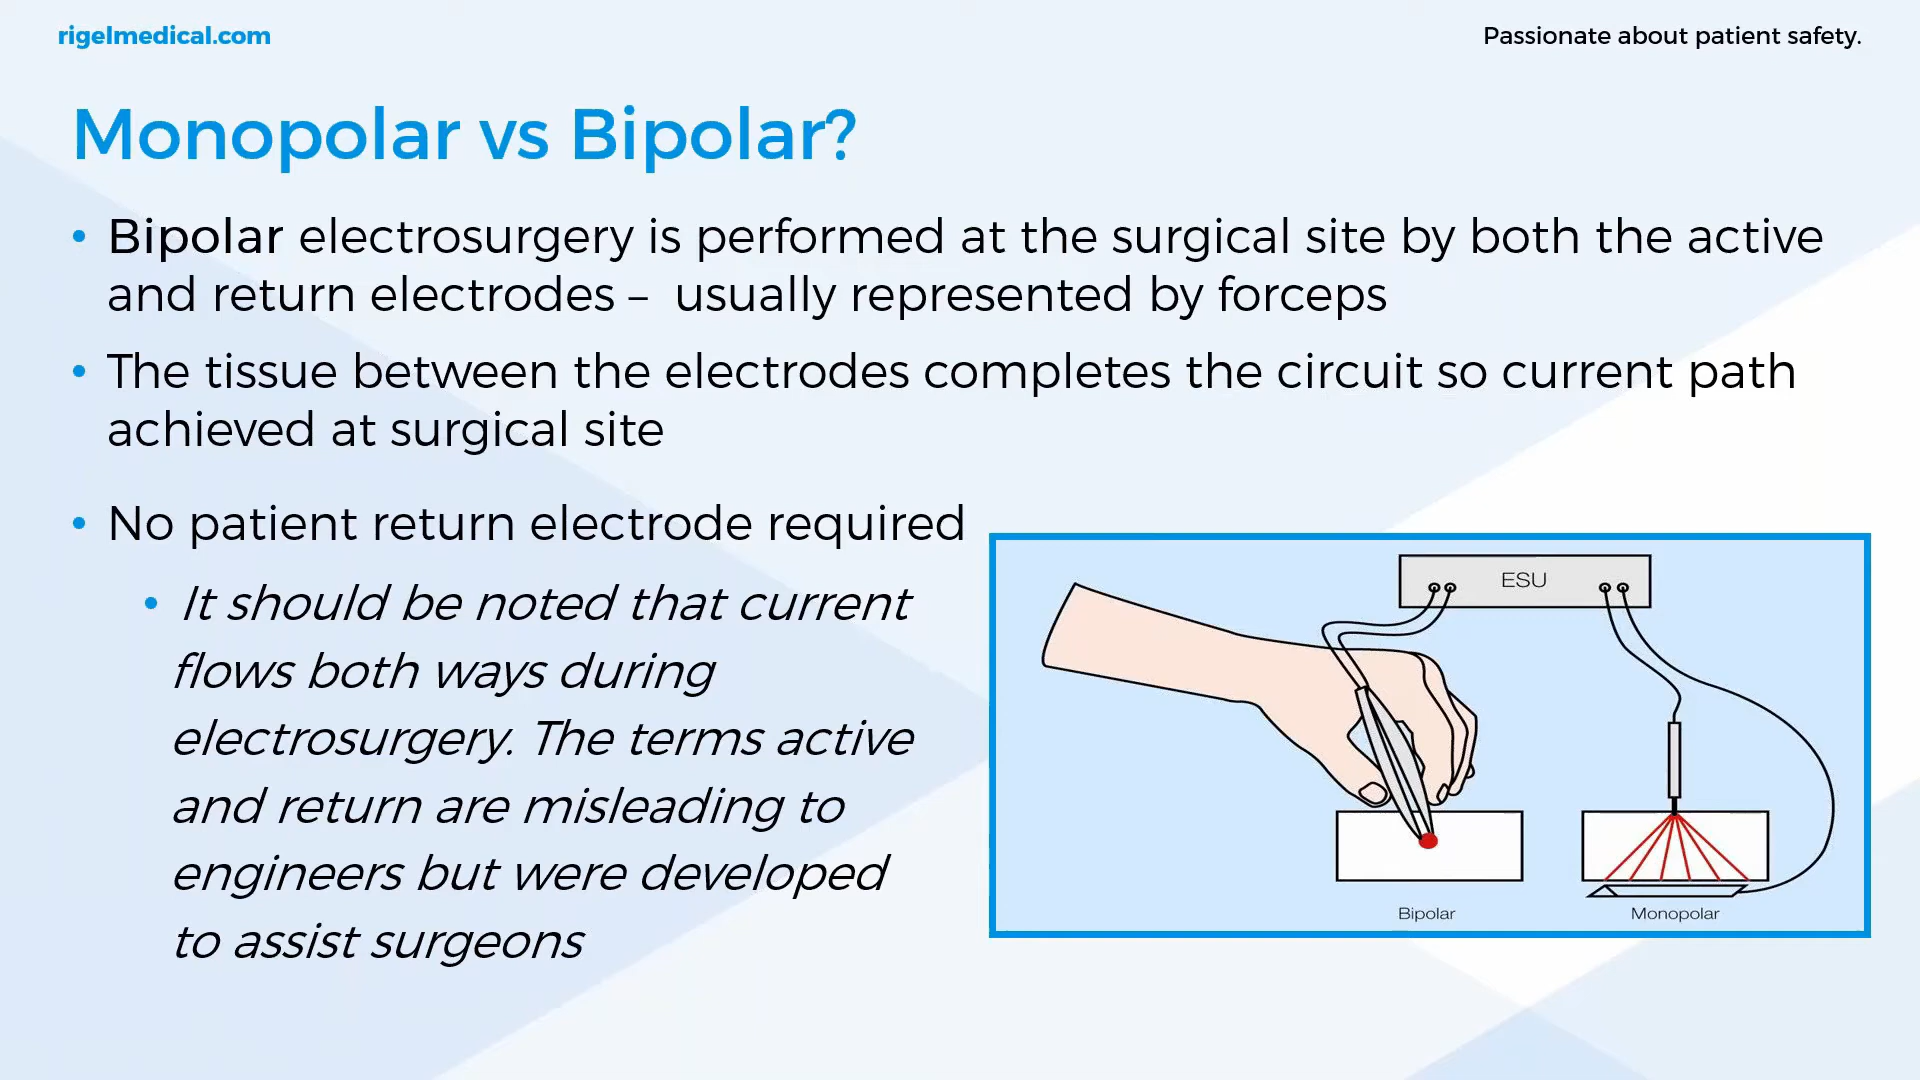 rigelmedical.com
Passionate about patient safety.
Monopolar vs Bipolar?
• Bipolar electrosurgery is performed at the surgical site by both the active
and return electrodes –  usually represented by forceps
• The tissue between the electrodes completes the circuit so current path
achieved at surgical site
• No patient return electrode required
• It should be noted that current
flows both ways during
electrosurgery. The terms active
and return are misleading to
engineers but were developed
to assist surgeons
ESU
Bipolar
Monopolar